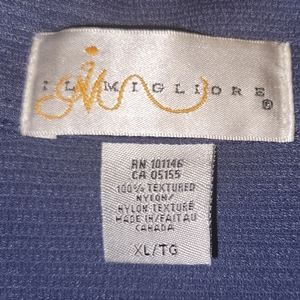 IL MIGLIORE®
RN 101146
CA 05155
100% TEXTURED
NYLON/
NYLON TEXTURE
MADE IN/FAIT AU
CANADA
XL/TG